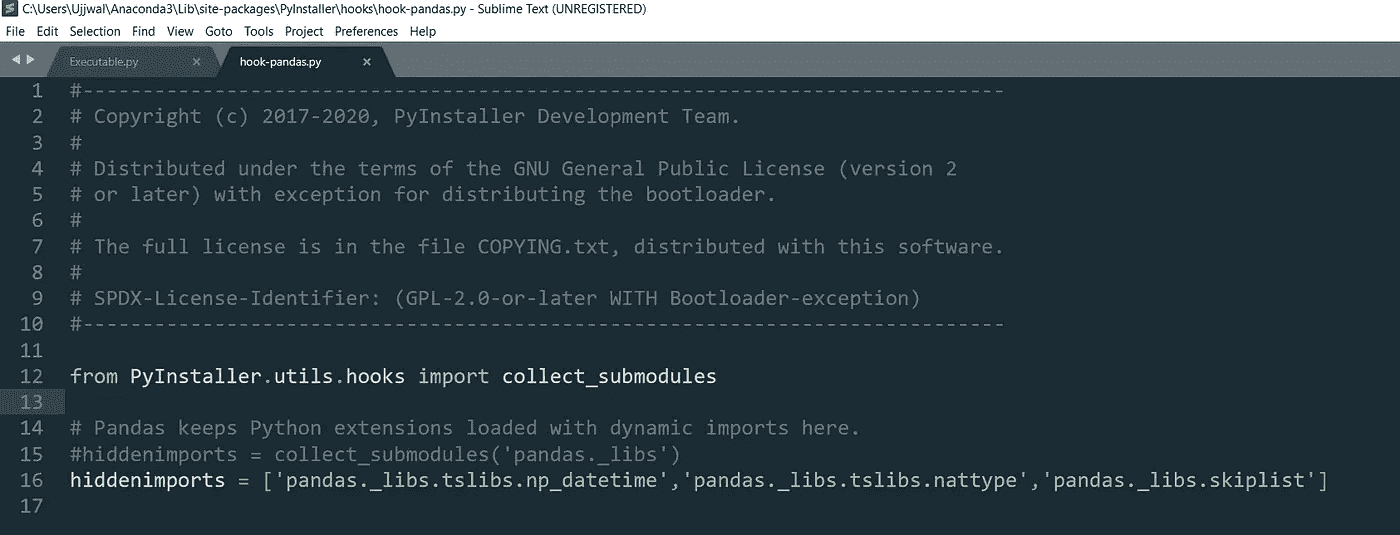 C:\Users\Ujjwal\Anaconda3\Lib\site-packages\PyInstaller\hooks\hook-pandas.py - Sublime Text (UNREGISTERED)
File Edit Selection Find View Goto Tools Project Preferences Help
Executable.py × hook-pandas.py ×
1 #-----------------------------------------------------------------------------
2 # Copyright (c) 2017-2020, PyInstaller Development Team.
3 #
4 # Distributed under the terms of the GNU General Public License (version 2
5 # or later) with exception for distributing the bootloader.
6 #
7 # The full license is in the file COPYING.txt, distributed with this software.
8 #
9 # SPDX-License-Identifier: (GPL-2.0-or-later WITH Bootloader-exception)
10 #-----------------------------------------------------------------------------
11
12 from PyInstaller.utils.hooks import collect_submodules
13
14 # Pandas keeps Python extensions loaded with dynamic imports here.
15 #hiddenimports = collect_submodules('pandas._libs')
16 hiddenimports = ['pandas._libs.tslibs.np_datetime','pandas._libs.tslibs.nattype','pandas._libs.skiplist']
17